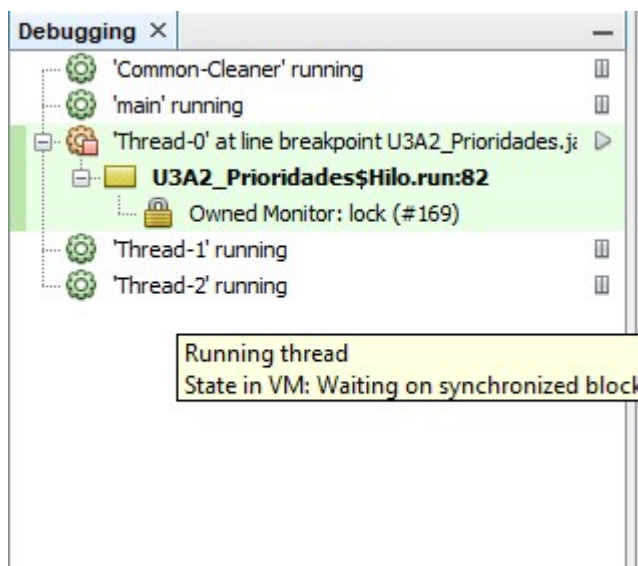 Debugging ×
'Common-Cleaner' running
'main' running
'Thread-0' at line breakpoint U3A2_Prioridades.ja
U3A2_Prioridades$Hilo.run:82
Owned Monitor: lock (#169)
'Thread-1' running
'Thread-2' running
Running thread
State in VM: Waiting on synchronized block